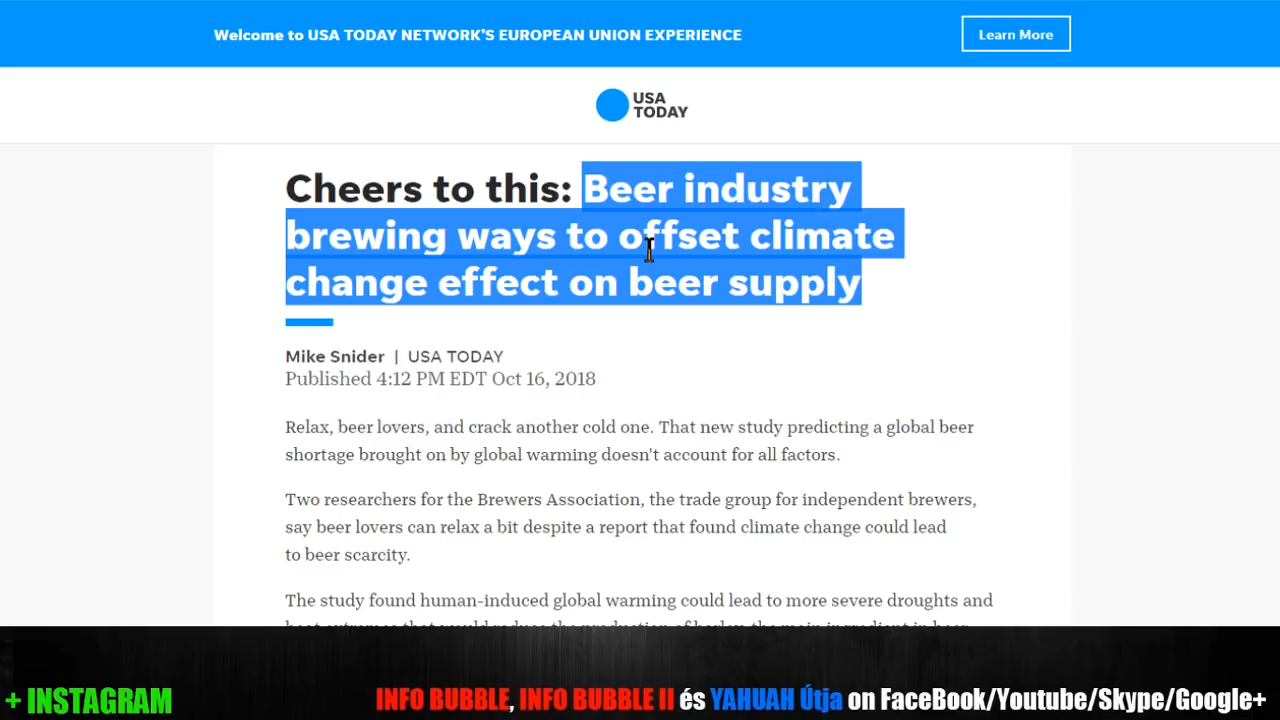 Welcome to USA TODAY NETWORK'S EUROPEAN UNION EXPERIENCE
Learn More
USA
TODAY
Cheers to this: Beer industry
brewing ways to offset climate
change effect on beer supply
Mike Snider | USA TODAY
Published 4:12 PM EDT Oct 16, 2018
Relax, beer lovers, and crack another cold one. That new study predicting a global beer
shortage brought on by global warming doesn't account for all factors.
Two researchers for the Brewers Association, the trade group for independent brewers,
say beer lovers can relax a bit despite a report that found climate change could lead
to beer scarcity.
The study found human-induced global warming could lead to more severe droughts and
+ INSTAGRAM
INFO BUBBLE, INFO BUBBLE II és YAHUAH Útja on FaceBook/Youtube/Skype/Google+